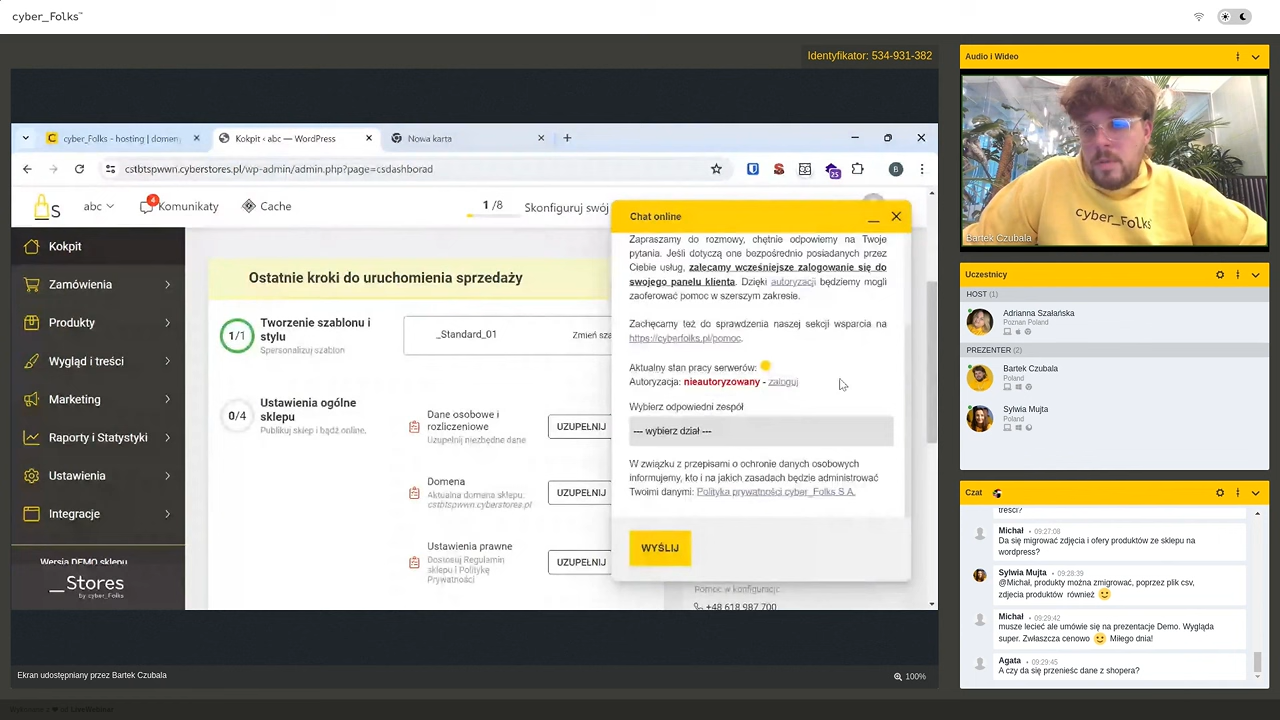 cyber_Folks™
Identyfikator: 534-931-382
cyber_Folks - hosting | domen
Kokpit ‹ abc — WordPress
Nowa karta
cstbtspwwn.cyberstores.pl/wp-admin/admin.php?page=csdashborad
25
S
abc
4
Komunikaty
Cache
1 /8
Skonfiguruj swój
Kokpit
Zamówienia
Produkty
Wygląd i treści
Marketing
Raporty i Statystyki
Ustawienia
Integracje
Wersja DEMO sklepu
_Stores
by cyber_Folks
Ostatnie kroki do uruchomienia sprzedaży
1/1
Tworzenie szablonu i
stylu
Spersonalizuj szablon
_Standard_01
Zmień sza
0/4
Ustawienia ogólne
sklepu
Publikuj sklep i bądź online.
Dane osobowe i
rozliczeniowe
Uzupełnij niezbędne dane
UZUPEŁNIJ
Domena
Aktualna domena sklepu:
cstbtspwwn.cyberstores.pl
UZUPEŁNIJ
Ustawienia prawne
Dostosuj Regulamin
sklepu i Politykę
Prywatności
UZUPEŁNIJ
Pomoc w konfiguracji:
+48 618 987 700
Chat online
Zapraszamy do rozmowy, chętnie odpowiemy na Twoje
pytania. Jeśli dotyczą one bezpośrednio posiadanych przez
Ciebie usług, zalecamy wcześniejsze zalogowanie się do
swojego panelu klienta. Dzięki autoryzacji będziemy mogli
zaoferować pomoc w szerszym zakresie.
Zachęcamy też do sprawdzenia naszej sekcji wsparcia na
https://cyberfolks.pl/pomoc.
Aktualny stan pracy serwerów:
Autoryzacja: nieautoryzowany - zaloguj
Wybierz odpowiedni zespół
--- wybierz dział ---
W związku z przepisami o ochronie danych osobowych
informujemy, kto i na jakich zasadach będzie administrować
Twoimi danymi: Polityka prywatności cyber_Folks S.A.
WYŚLIJ
Ekran udostępniany przez Bartek Czubala
100%
Audio i Wideo
cyber_Folks
Bartek Czubala
Uczestnicy
HOST (1)
Adrianna Szałańska
Poznan Poland
PREZENTER (2)
Bartek Czubala
Poland
Sylwia Mujta
Poland
Czat
treści?
Michał • 09:27:08
Da się migrować zdjęcia i ofery produktów ze sklepu na
wordpress?
Sylwia Mujta • 09:28:39
@Michał, produkty można zmigrować, poprzez plik csv,
zdjecia produktów również
Michał • 09:29:42
musze lecieć ale umówie się na prezentacje Demo. Wygląda
super. Zwłaszcza cenowo Miłego dnia!
Agata • 09:29:45
A czy da się przenieśc dane z shopera?
LiveWebinar